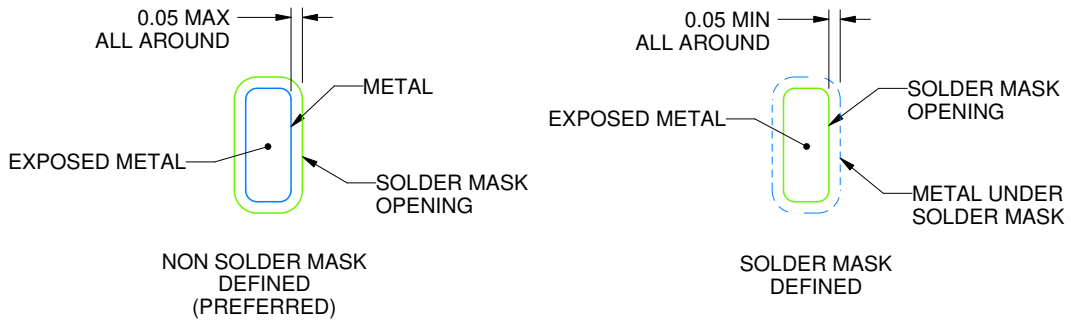 0.05 MAX
ALL AROUND
METAL
EXPOSED METAL
SOLDER MASK
OPENING
NON SOLDER MASK
DEFINED
(PREFERRED)
0.05 MIN
ALL AROUND
SOLDER MASK
OPENING
EXPOSED METAL
METAL UNDER
SOLDER MASK
SOLDER MASK
DEFINED